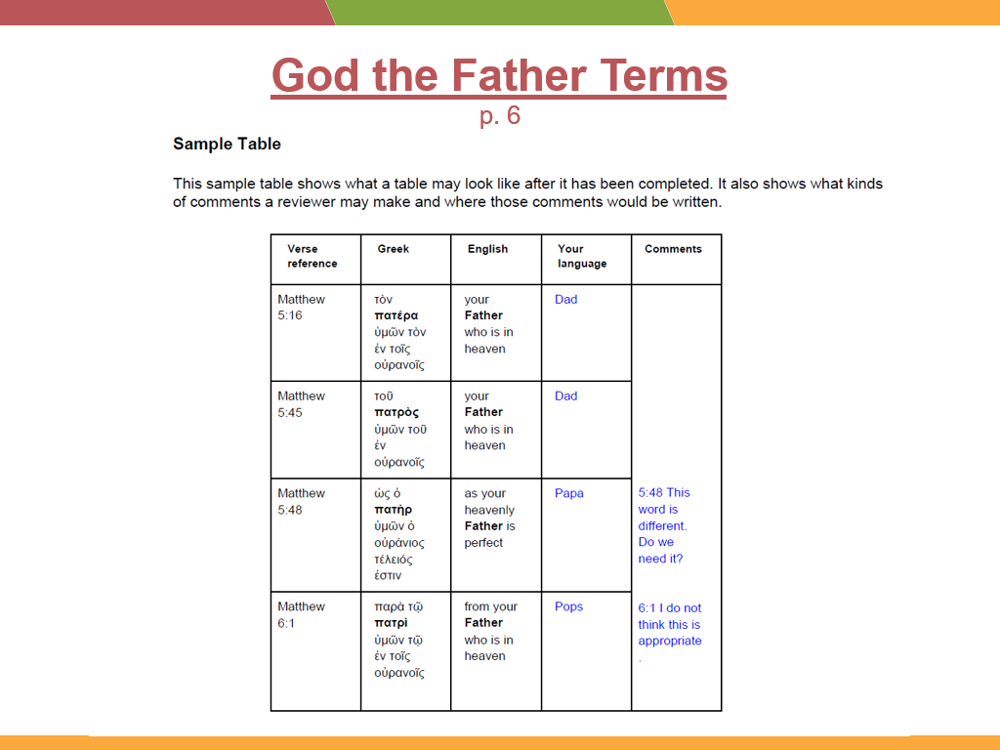 God the Father Terms
p. 6
Sample Table
This sample table shows what a table may look like after it has been completed. It also shows what kinds
of comments a reviewer may make and where those comments would be written.
Verse
reference
Greek
English
Your
language
Comments
Matthew
5:16
τὸν
πατέρα
ὑμῶν τὸν
ἐν τοῖς
οὐρανοῖς
your
Father
who is in
heaven
Dad
Matthew
5:45
τοῦ
πατρὸς
ὑμῶν τοῦ
ἐν
οὐρανοῖς
your
Father
who is in
heaven
Dad
Matthew
5:48
ὡς ὁ
πατὴρ
ὑμῶν ὁ
οὐράνιος
τέλειός
ἐστιν
as your
heavenly
Father is
perfect
Papa
5:48 This
word is
different.
Do we
need it?
Matthew
6:1
παρὰ τῷ
πατρὶ
ὑμῶν τῷ
ἐν τοῖς
οὐρανοῖς
from your
Father
who is in
heaven
Pops
6:1 I do not
think this is
appropriate
.